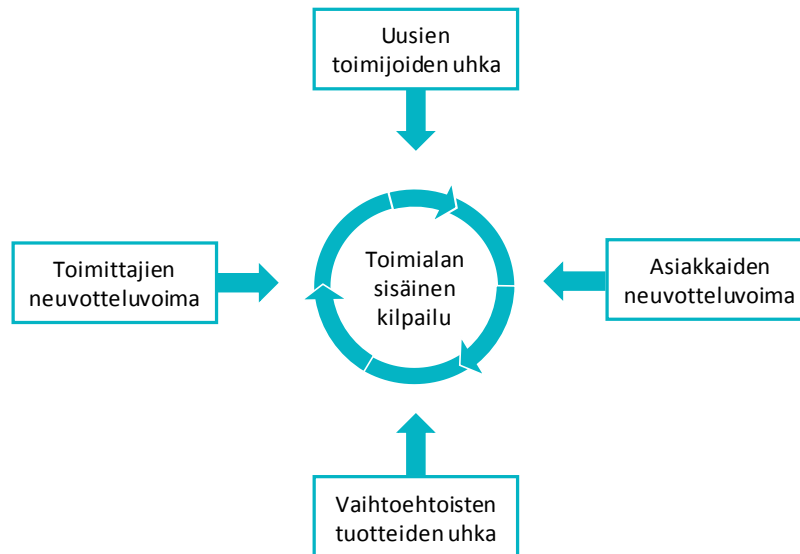 Uusien
toimijoiden uhka
Toimittajien
neuvotteluvoima
Toimialan
sisäinen
kilpailu
Asiakkaiden
neuvotteluvoima
Vaihtoehtoisten
tuotteiden uhka